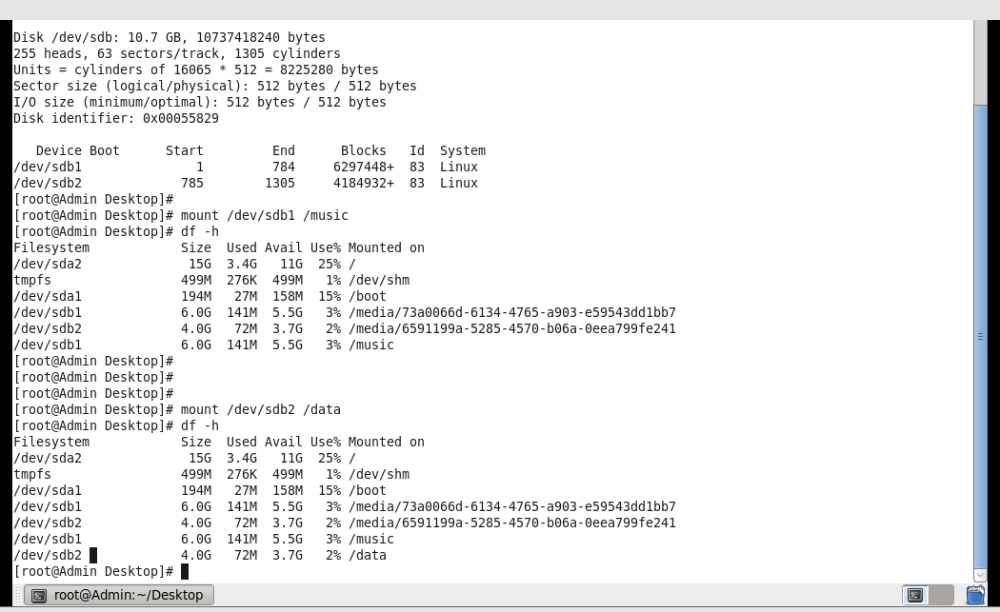 Disk /dev/sdb: 10.7 GB, 10737418240 bytes
255 heads, 63 sectors/track, 1305 cylinders
Units = cylinders of 16065 * 512 = 8225280 bytes
Sector size (logical/physical): 512 bytes / 512 bytes
I/O size (minimum/optimal): 512 bytes / 512 bytes
Disk identifier: 0x00055829

   Device Boot      Start         End      Blocks   Id  System
/dev/sdb1               1         784     6297448+  83  Linux
/dev/sdb2             785        1305     4184932+  83  Linux
[root@Admin Desktop]#
[root@Admin Desktop]# mount /dev/sdb1 /music
[root@Admin Desktop]# df -h
Filesystem            Size  Used Avail Use% Mounted on
/dev/sda2              15G  3.4G   11G  25% /
tmpfs                 499M  276K  499M   1% /dev/shm
/dev/sda1             194M   27M  158M  15% /boot
/dev/sdb1             6.0G  141M  5.5G   3% /media/73a0066d-6134-4765-a903-e59543dd1bb7
/dev/sdb2             4.0G   72M  3.7G   2% /media/6591199a-5285-4570-b06a-0eea799fe241
/dev/sdb1             6.0G  141M  5.5G   3% /music
[root@Admin Desktop]#
[root@Admin Desktop]#
[root@Admin Desktop]#
[root@Admin Desktop]# mount /dev/sdb2 /data
[root@Admin Desktop]# df -h
Filesystem            Size  Used Avail Use% Mounted on
/dev/sda2              15G  3.4G   11G  25% /
tmpfs                 499M  276K  499M   1% /dev/shm
/dev/sda1             194M   27M  158M  15% /boot
/dev/sdb1             6.0G  141M  5.5G   3% /media/73a0066d-6134-4765-a903-e59543dd1bb7
/dev/sdb2             4.0G   72M  3.7G   2% /media/6591199a-5285-4570-b06a-0eea799fe241
/dev/sdb1             6.0G  141M  5.5G   3% /music
/dev/sdb2             4.0G   72M  3.7G   2% /data
[root@Admin Desktop]#
root@Admin:~/Desktop